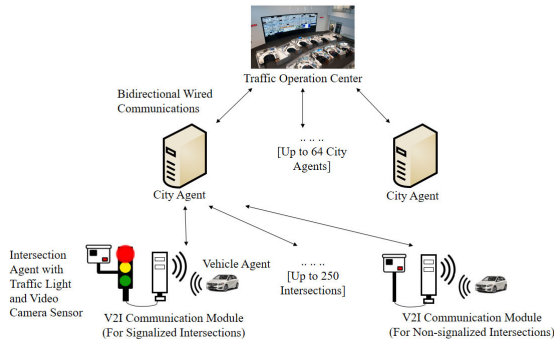 Traffic Operation Center
Bidirectional Wired
Communications
.. .. ..
[Up to 64 City
Agents]
City Agent
City Agent
Intersection
Agent with
Traffic Light
and Video
Camera Sensor
Vehicle Agent
.. .. ..
[Up to 250
Intersections]
V2I Communication Module
(For Signalized Intersections)
V2I Communication Module
(For Non-signalized Intersections)